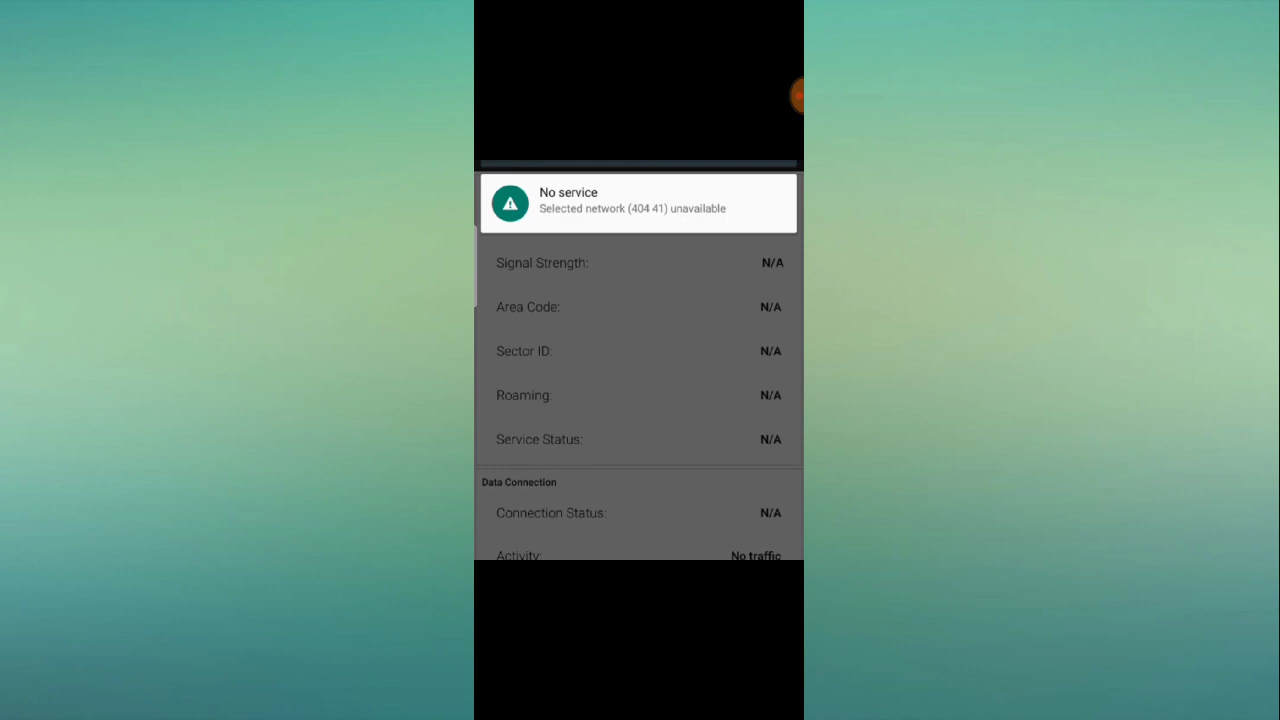 No service
Selected network (404 41) unavailable
Signal Strength: N/A
Area Code: N/A
Sector ID: N/A
Roaming: N/A
Service Status: N/A
Data Connection
Connection Status: N/A
Activity: No traffic